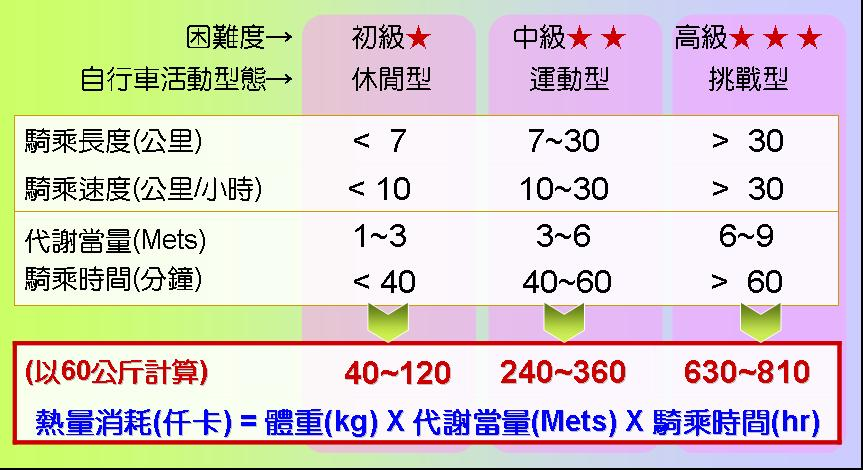 困難度→ 初級★ 中級★ ★ 高級★ ★ ★
自行車活動型態→ 休閒型 運動型 挑戰型
騎乘長度(公里) < 7 7~30 > 30
騎乘速度(公里/小時) < 10 10~30 > 30
代謝當量(Mets) 1~3 3~6 6~9
騎乘時間(分鐘) < 40 40~60 > 60
(以60公斤計算) 40~120 240~360 630~810
熱量消耗(仟卡) = 體重(kg) X 代謝當量(Mets) X 騎乘時間(hr)